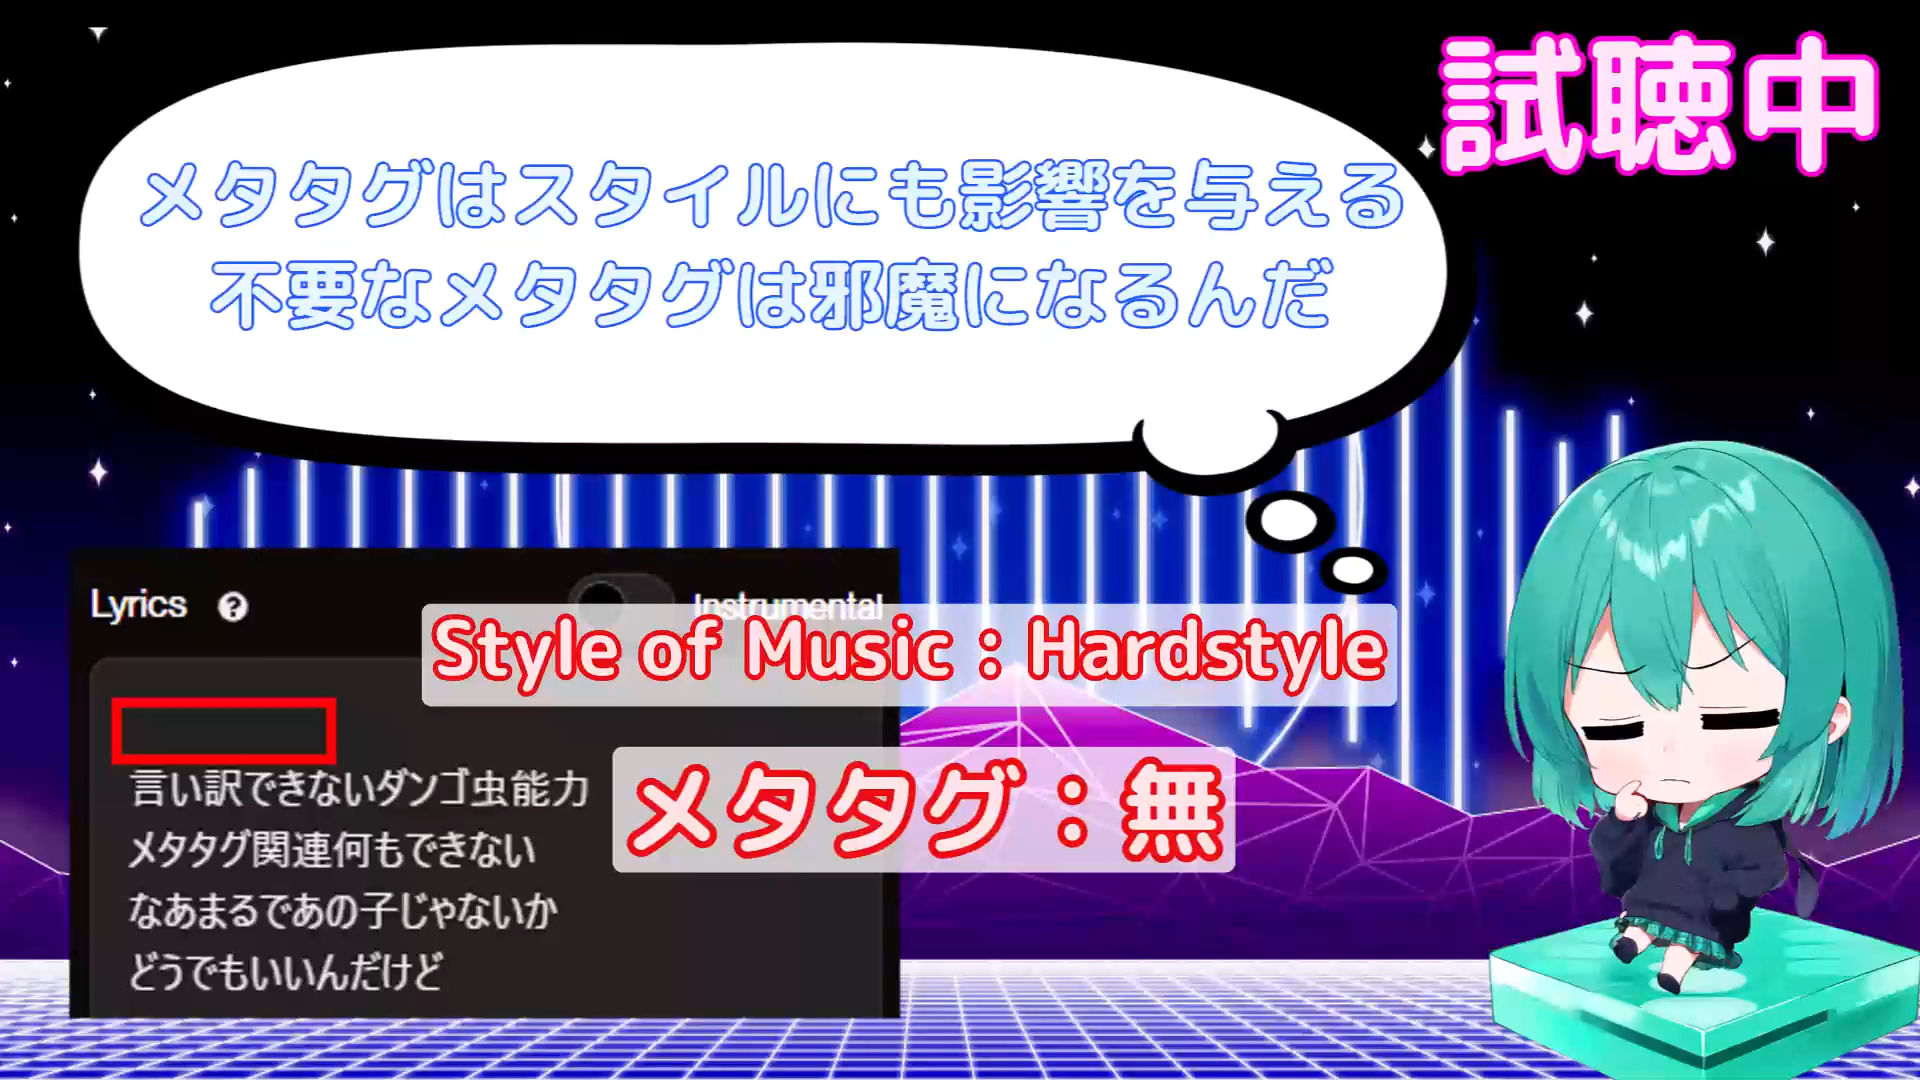 試聴中
メタタグはスタイルにも影響を与える
不要なメタタグは邪魔になるんだ
Lyrics ?
Instrumental
Style of Music：Hardstyle
メタタグ：無
言い訳できないダンゴ虫能力
メタタグ関連何もできない
なあまるであの子じゃないか
どうでもいいんだけど